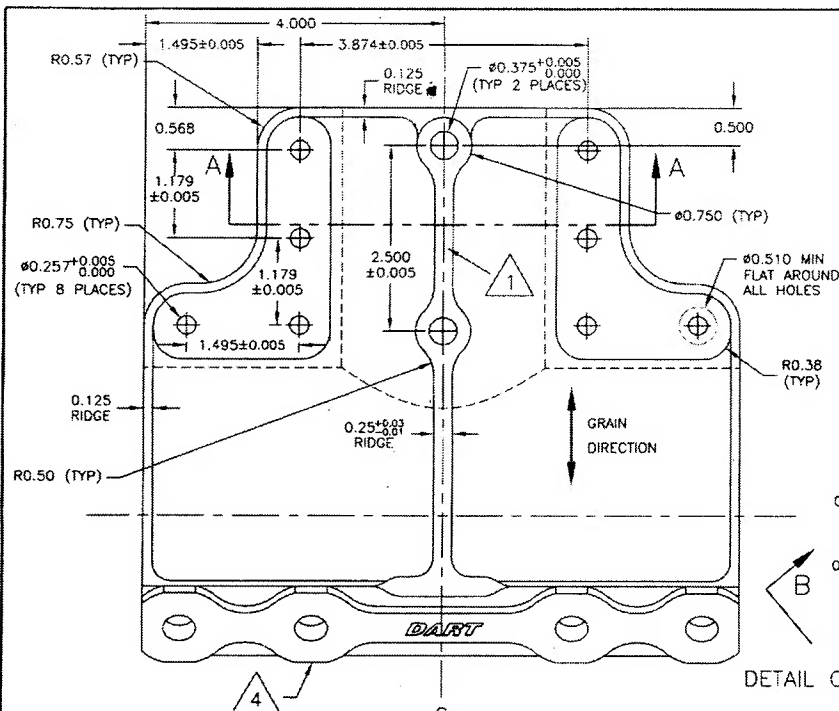 4.000
1.495±0.005
3.874±0.005
R0.57 (TYP)
0.125
RIDGE
ø0.375+0.005
0.000
(TYP 2 PLACES)
0.568
0.500
A
A
1.179
±0.005
ø0.750 (TYP)
R0.75 (TYP)
2.500
±0.005
1
ø0.257+0.005
0.000
(TYP 8 PLACES)
1.179
±0.005
ø0.510 MIN
FLAT AROUND
ALL HOLES
1.495±0.005
R0.38
(TYP)
0.125
RIDGE
0.25+0.03
-0.01
RIDGE
GRAIN
DIRECTION
R0.50 (TYP)
B
DART
DETAIL C
4